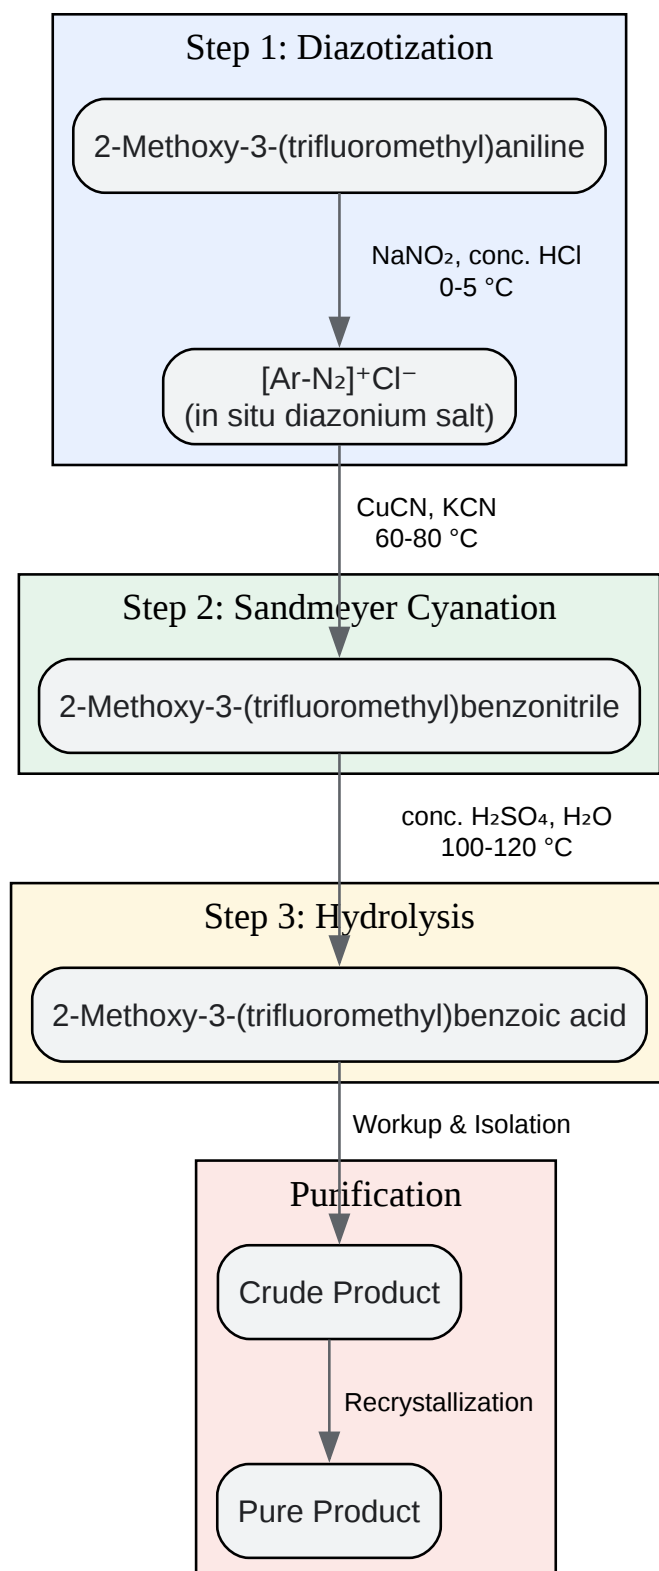 Step 1: Diazotization
2-Methoxy-3-(trifluoromethyl)aniline
NaNO₂, conc. HCl
0-5 °C
[Ar-N₂]⁺Cl⁻
(in situ diazonium salt)
CuCN, KCN
60-80 °C
Step 2: Sandmeyer Cyanation
2-Methoxy-3-(trifluoromethyl)benzonitrile
conc. H₂SO₄, H₂O
100-120 °C
Step 3: Hydrolysis
2-Methoxy-3-(trifluoromethyl)benzoic acid
Workup & Isolation
Purification
Crude Product
Recrystallization
Pure Product